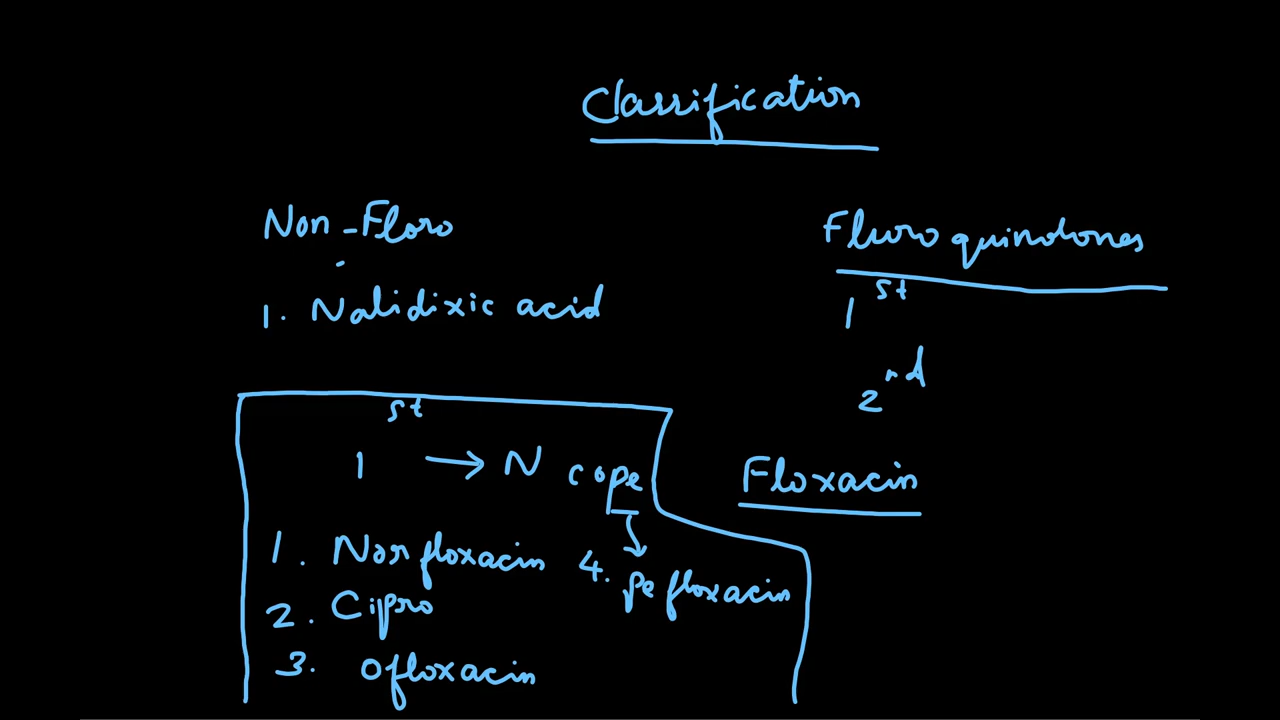 Classification
Non-Floro
Fluroquinolones
1. Nalidixic acid
1st
2nd
1st → N cope
Floxacin
1. Norfloxacin
4. pefloxacin
2. Cipro
3. Ofloxacin